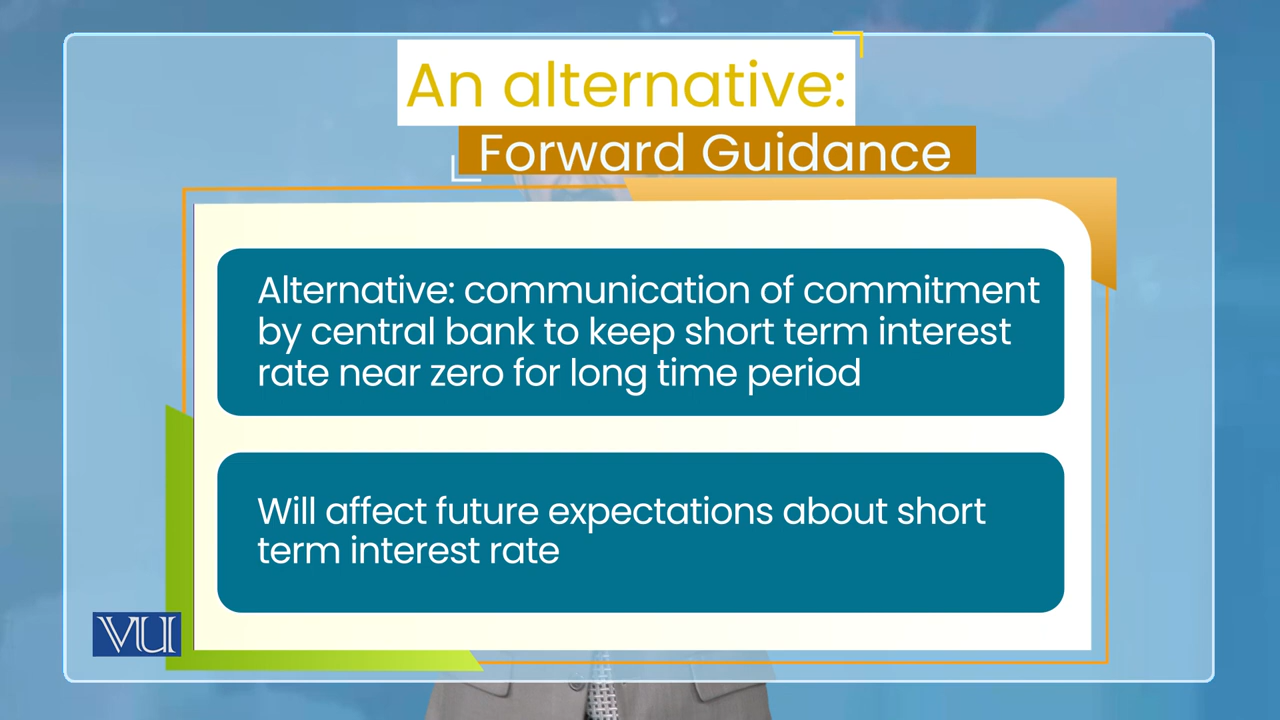 An alternative:
Forward Guidance
Alternative: communication of commitment
by central bank to keep short term interest
rate near zero for long time period
Will affect future expectations about short
term interest rate
VU